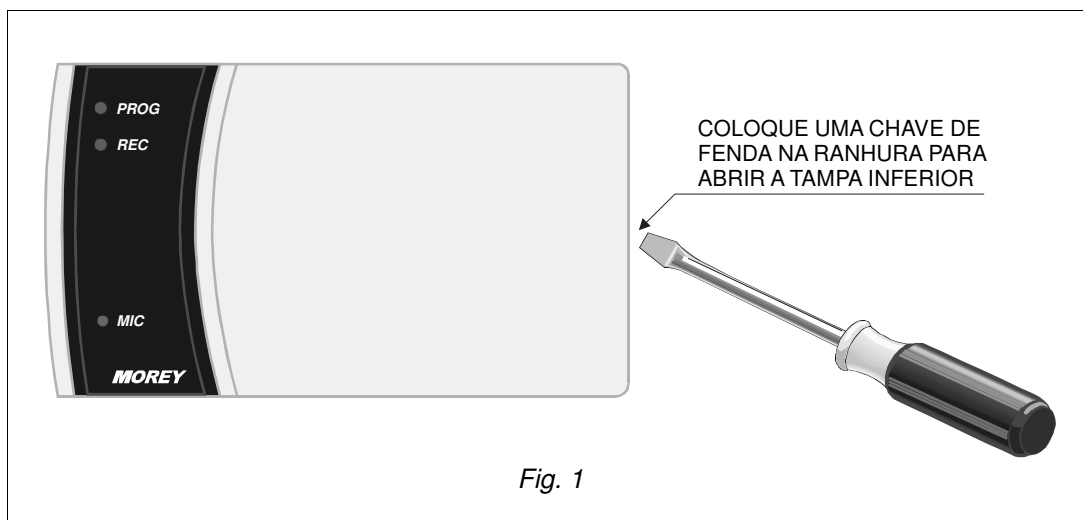 PROG
REC
MIC
MOREY
COLOQUE UMA CHAVE DE
FENDA NA RANHURA PARA
ABRIR A TAMPA INFERIOR
Fig. 1